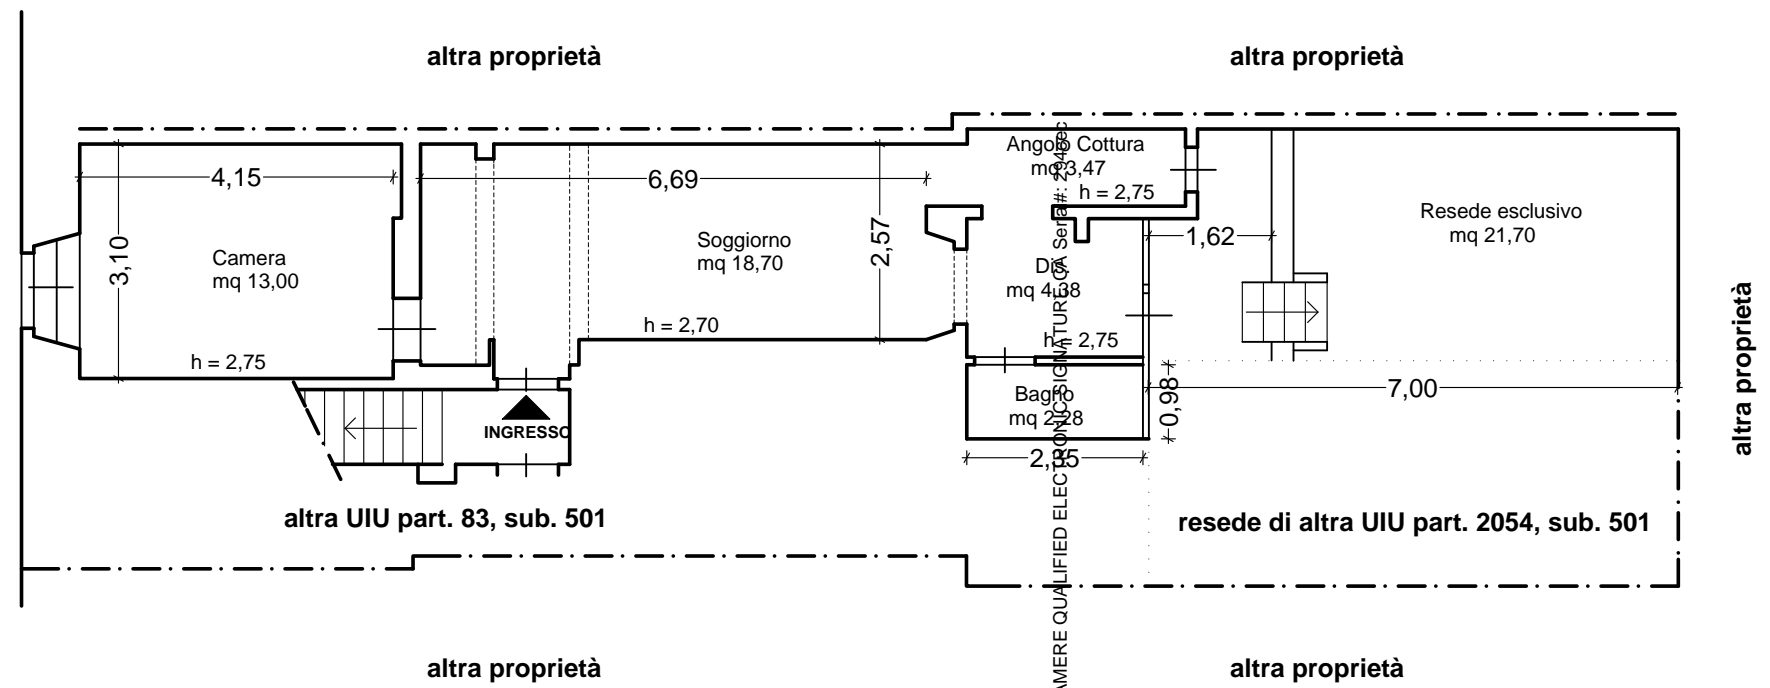 altra proprietà
altra proprietà
4,15
3,10
Camera
mq 13,00
h = 2,75
6,69
2,57
Soggiorno
mq 18,70
h = 2,70
Angolo Cottura
mq 3,47
h = 2,75
Dis.
mq 4,38
h = 2,75
Bagno
mq 2,28
2,35
0,98
1,62
Resede esclusivo
mq 21,70
7,00
altra proprietà
INGRESSO
altra UIU part. 83, sub. 501
resede di altra UIU part. 2054, sub. 501
altra proprietà
altra proprietà
QUALIFIED ELECTRONIC SIGNATURE CA Serial#: